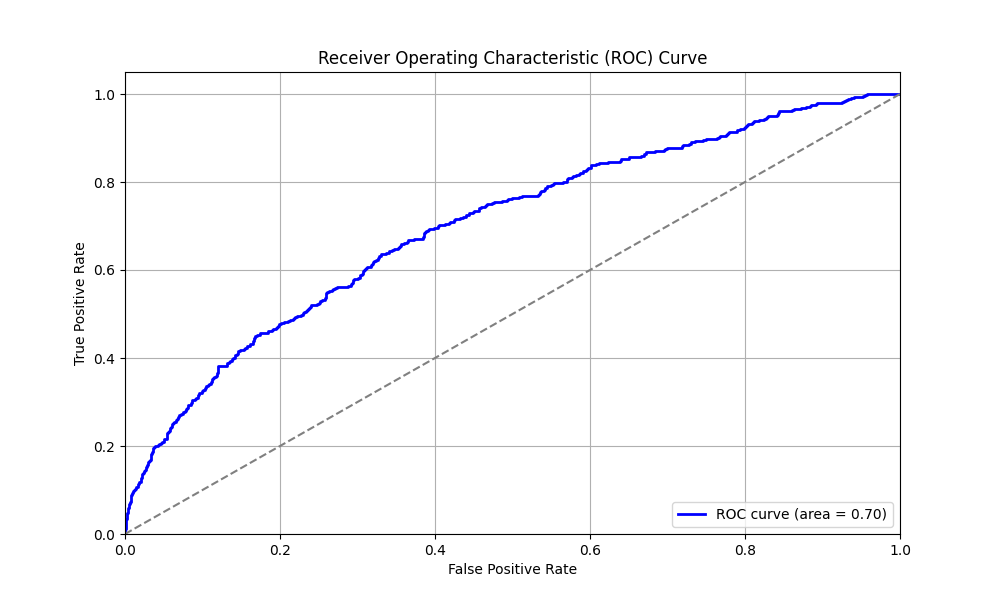 Receiver Operating Characteristic (ROC) Curve
True Positive Rate
1.0
0.8
0.6
0.4
0.2
0.0
0.0 0.2 0.4 0.6 0.8 1.0
False Positive Rate
ROC curve (area = 0.70)